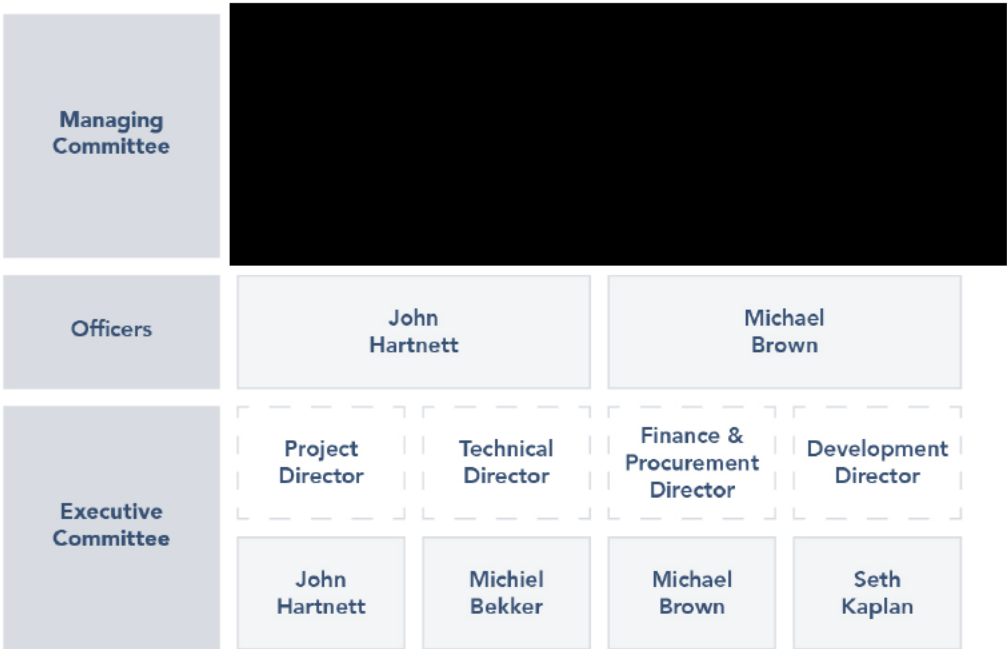 Managing
Committee
Officers
John
Hartnett
Michael
Brown
Executive
Committee
Project
Director
Technical
Director
Finance &
Procurement
Director
Development
Director
John
Hartnett
Michiel
Bekker
Michael
Brown
Seth
Kaplan